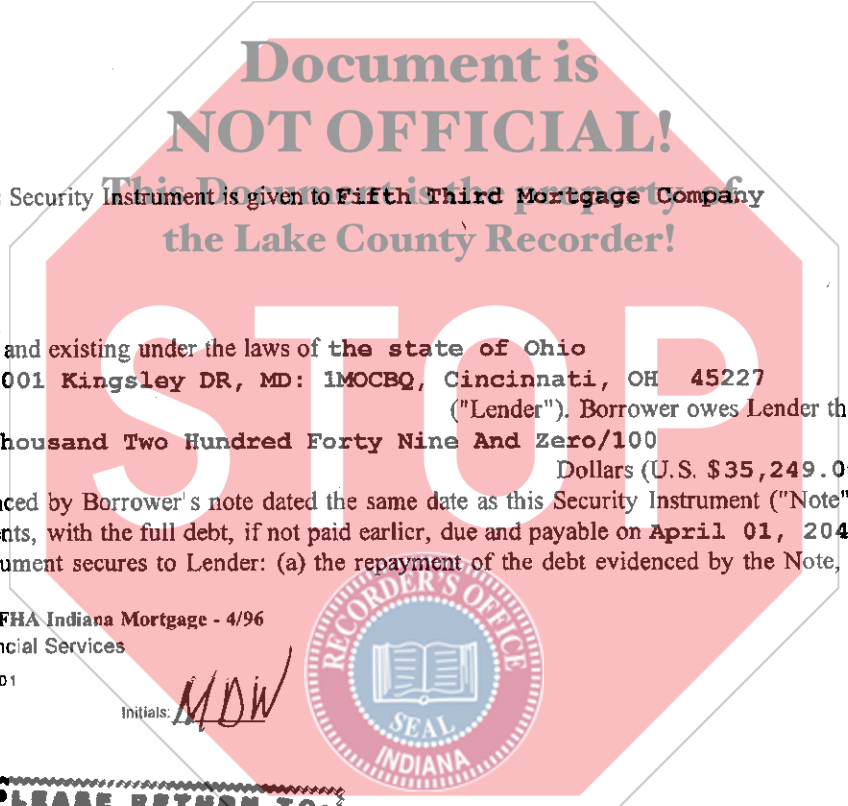 Document is
NOT OFFICIAL!
This Document is the property of
Security Instrument is given to Fifth Third Mortgage Company
the Lake County Recorder!
STOP
and existing under the laws of the state of Ohio
001 Kingsley DR, MD: 1MOCBQ, Cincinnati, OH 45227
("Lender"). Borrower owes Lender th
housand Two Hundred Forty Nine And Zero/100
Dollars (U.S. $35,249.0
nced by Borrower's note dated the same date as this Security Instrument ("Note"
nts, with the full debt, if not paid earlier, due and payable on April 01, 204
ument secures to Lender: (a) the repayment of the debt evidenced by the Note,
RECORDER'S OFFICE
SEAL
INDIANA
FHA Indiana Mortgage - 4/96
ncial Services
01
Initials: MDW
PLEASE RETURN TO: